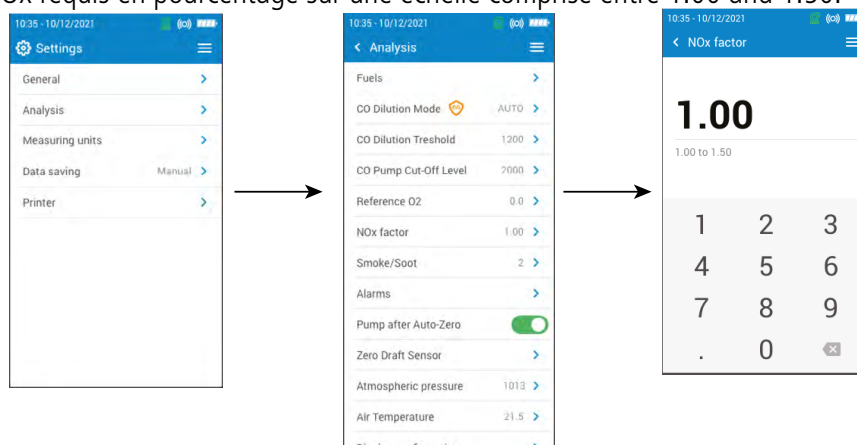 Ox requis en pourcentage sur une échelle comprise entre 1.00 and 1.50.
10:35 - 10/12/2021
Settings
General
Analysis
Measuring units
Data saving Manual
Printer
10:35 - 10/12/2021
Analysis
Fuels
CO Dilution Mode AUTO
CO Dilution Treshold 1200
CO Pump Cut-Off Level 2000
Reference O2 0.0
NOx factor 1.00
Smoke/Soot 2
Alarms
Pump after Auto-Zero
Zero Draft Sensor
Atmospheric pressure 1013
Air Temperature 21.5
10:35 - 10/12/2021
NOx factor
1.00
1.00 to 1.50
1 2 3
4 5 6
7 8 9
. 0